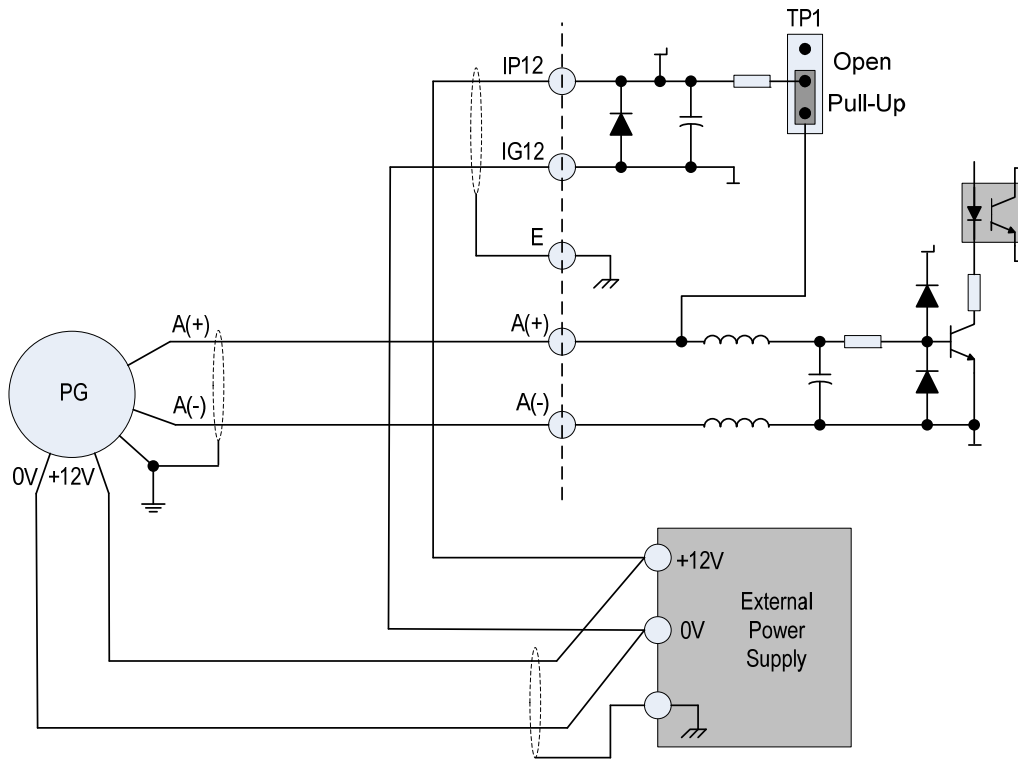 TP1
IP12
Open
Pull-Up
IG12
E
A(+)
A(+)
PG
A(-)
A(-)
0V +12V
+12V
External
Power
Supply
0V